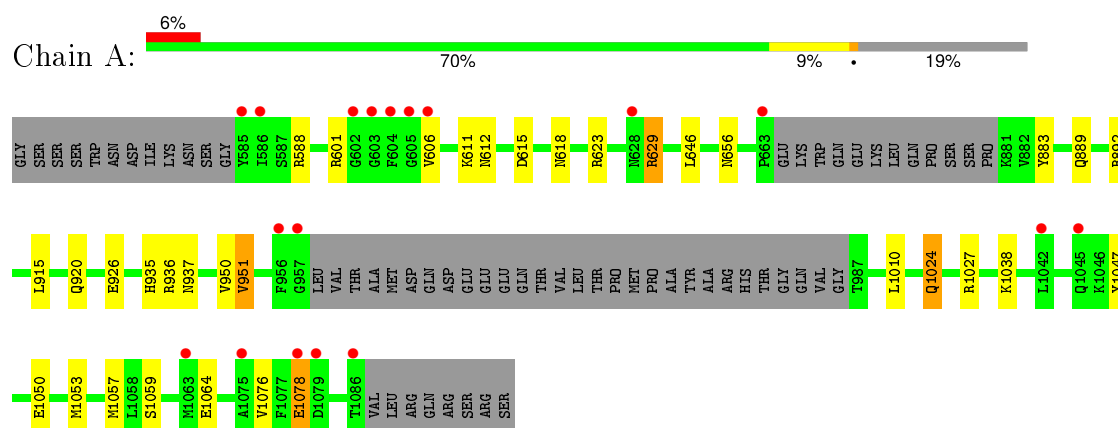 6%
Chain A:
70% 9% • 19%
GLY SER SER SER TRP ASN ASP ILE LYS ASN SER GLY Y585 I586 S587 R588 R601 G602 G603 F604 G605 V606 K611 N612 D615 N618 R623 N628 R629 L646 N656 P663 GLU LYS TRP GLN GLU LYS LEU GLN PRO SER SER PRO K881 V882 Y883 Q889
L915 Q920 E926 H935 R936 N937 V950 V951 F956 G957 LEU VAL THR ALA MET ASP GLN ASP GLU GLU GLU GLN THR VAL LEU THR PRO MET PRO ALA TYR ALA ARG HIS THR GLY GLN VAL GLY T987 L1010 Q1024 R1027 K1038 L1042 Q1045 K1046 Y1047
E1050 M1053 M1057 L1058 S1059 M1063 E1064 A1075 V1076 F1077 E1078 D1079 T1086 VAL LEU ARG GLN ARG SER ARG SER